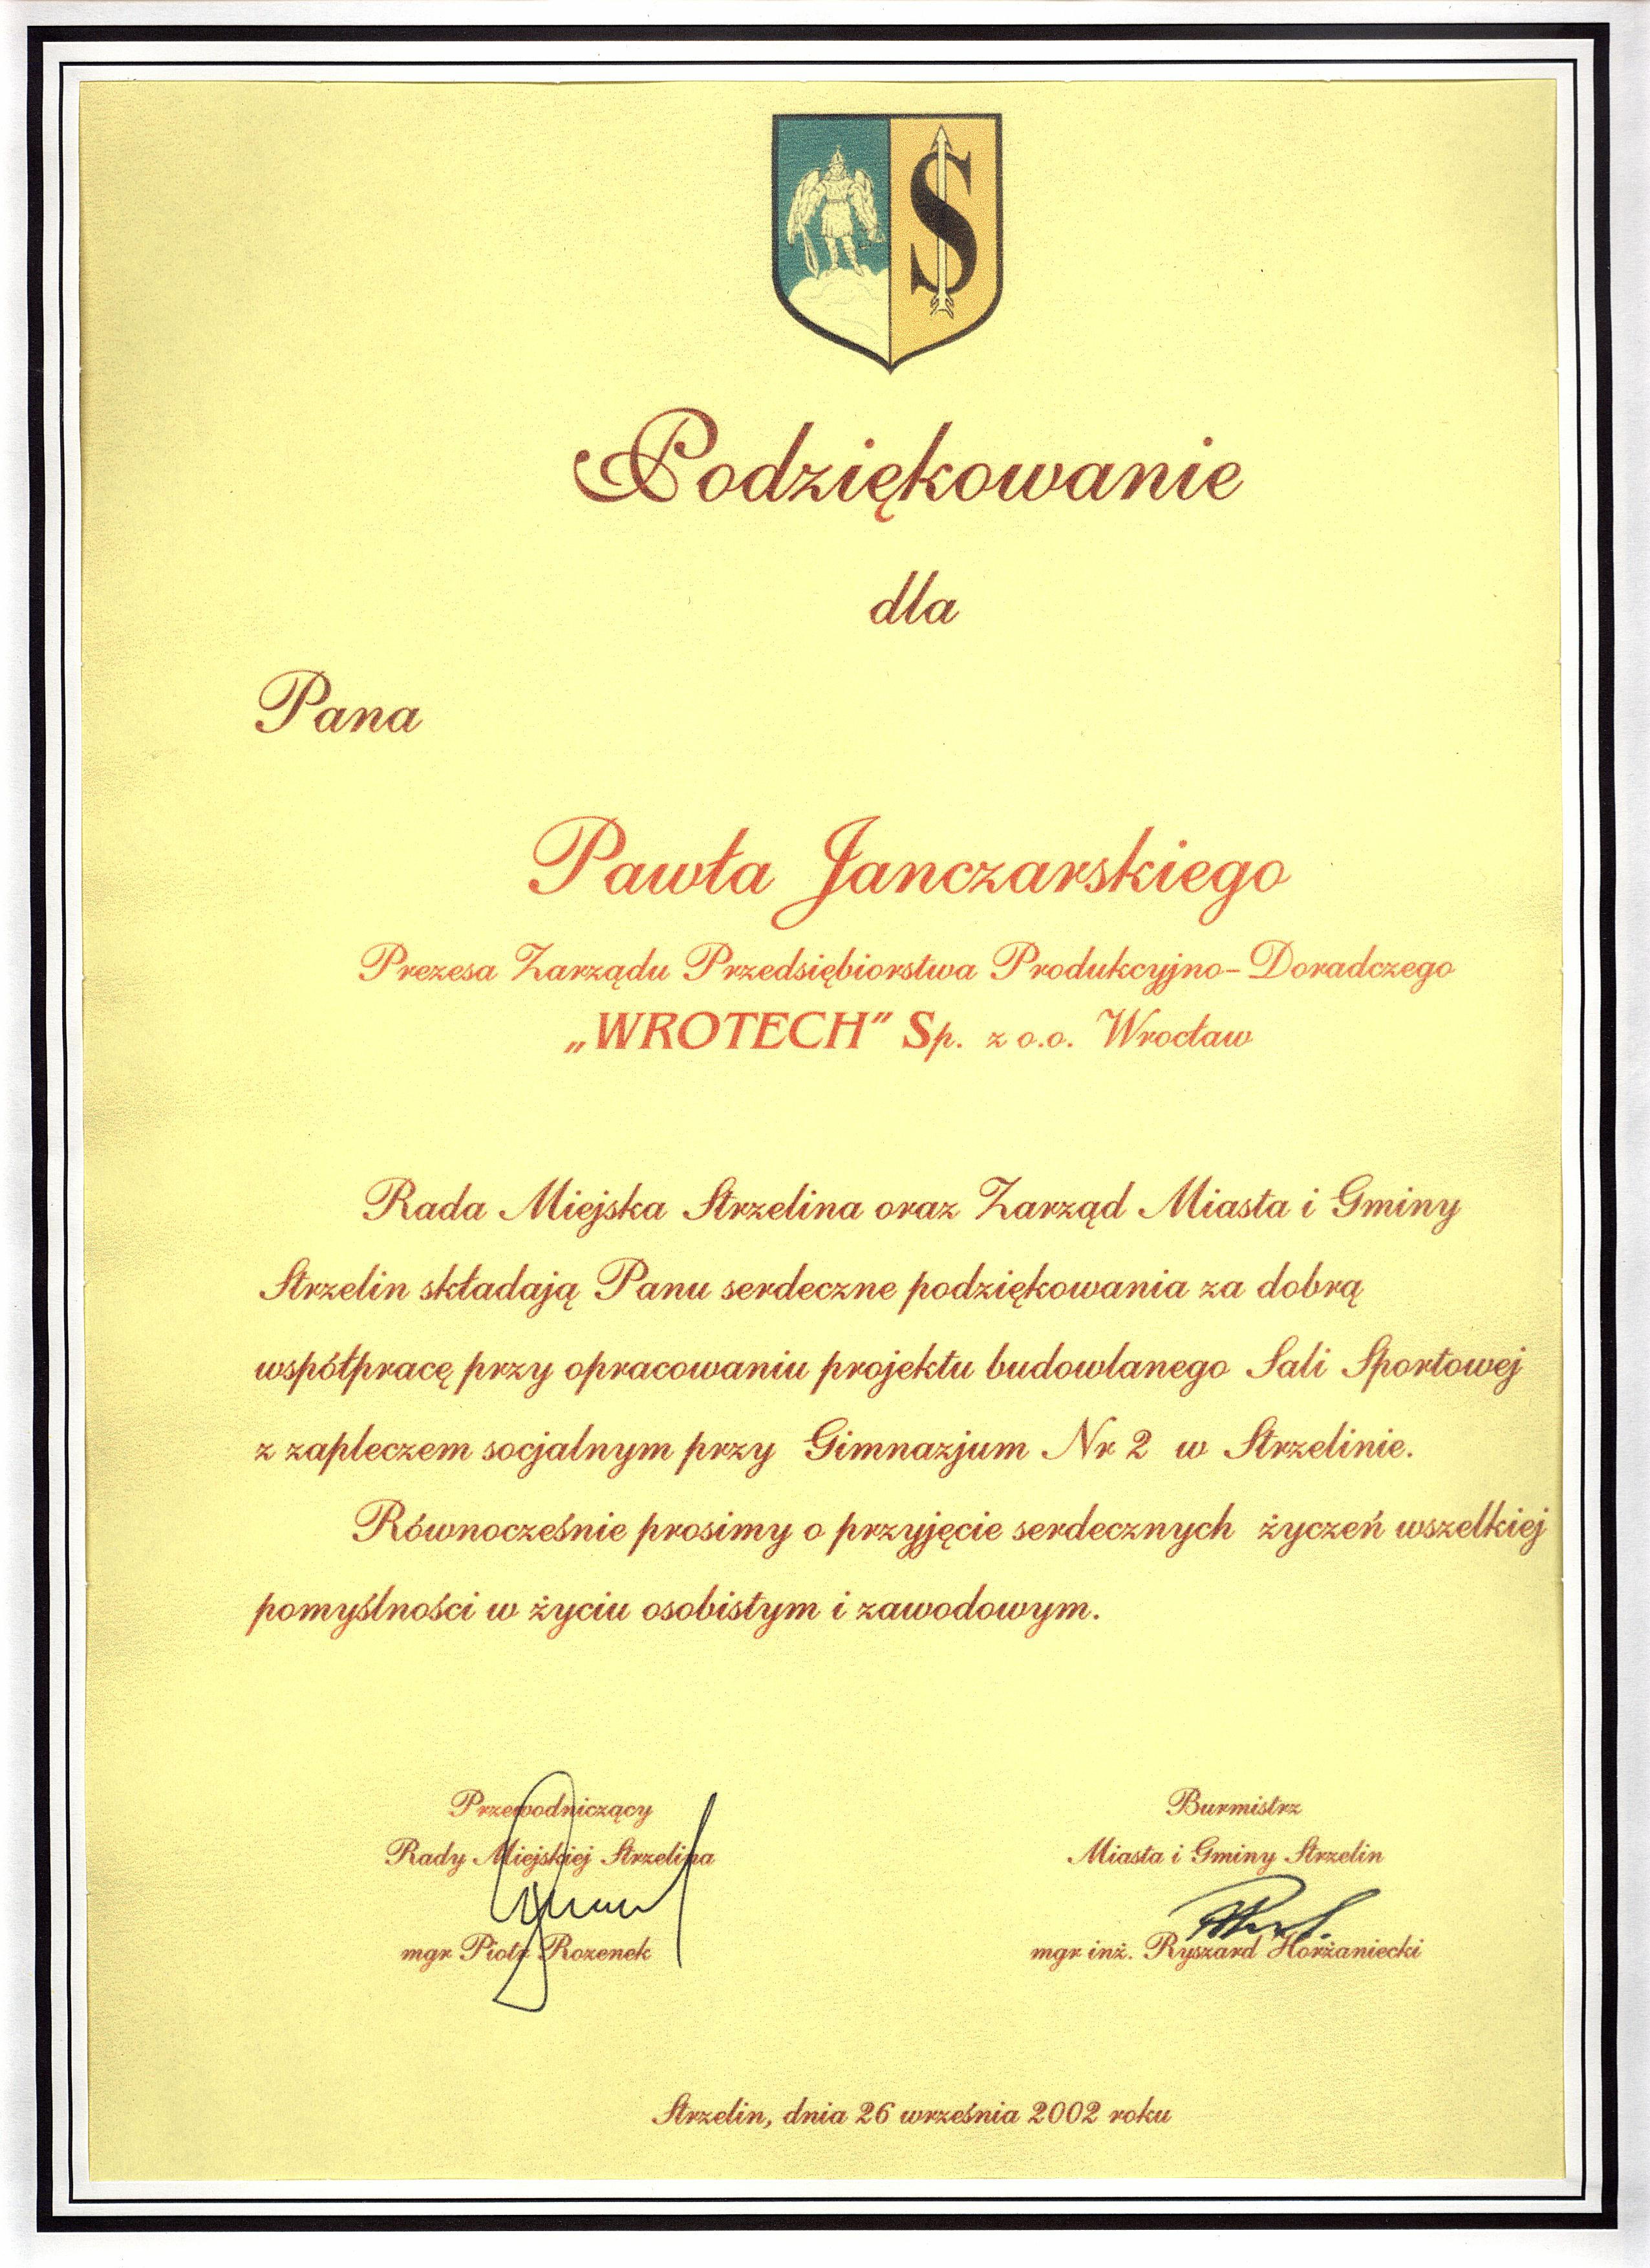 Podziękowanie
dla
Pana
Pawła Janczarskiego
Prezesa Zarządu Przedsiębiorstwa Produkcyjno-Doradczego
„WROTECH” Sp. z o.o. Wrocław
Rada Miejska Strzelina oraz Zarząd Miasta i Gminy
Strzelin składają Panu serdeczne podziękowania za dobrą
współpracę przy opracowaniu projektu budowlanego Sali Sportowej
z zapleczem socjalnym przy Gimnazjum Nr 2 w Strzelinie.
Równocześnie prosimy o przyjęcie serdecznych życzeń wszelkiej
pomyślności w życiu osobistym i zawodowym.
Przewodniczący
Rady Miejskiej Strzelina
mgr Piotr Rozenek
Burmistrz
Miasta i Gminy Strzelin
mgr inż. Ryszard Horżaniecki
Strzelin, dnia 26 września 2002 roku